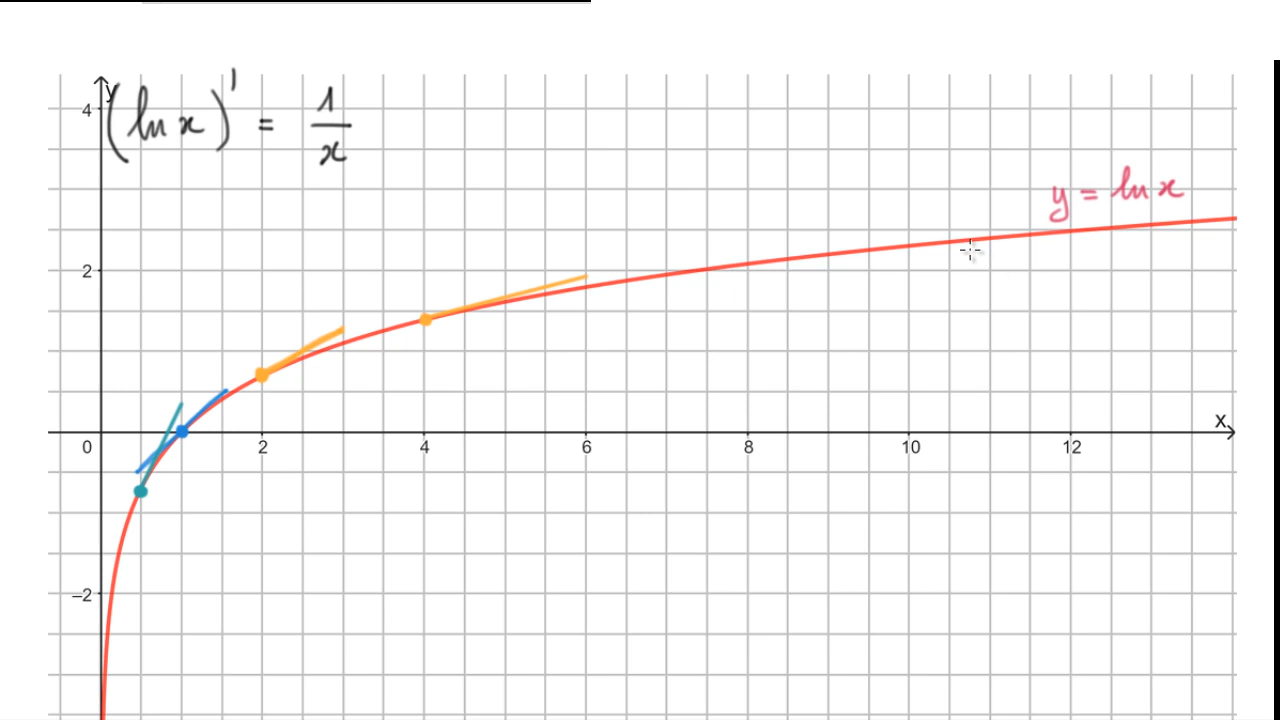 y
4
(ln x)' = 1/x
y = ln x
2
x
0 2 4 6 8 10 12
−2